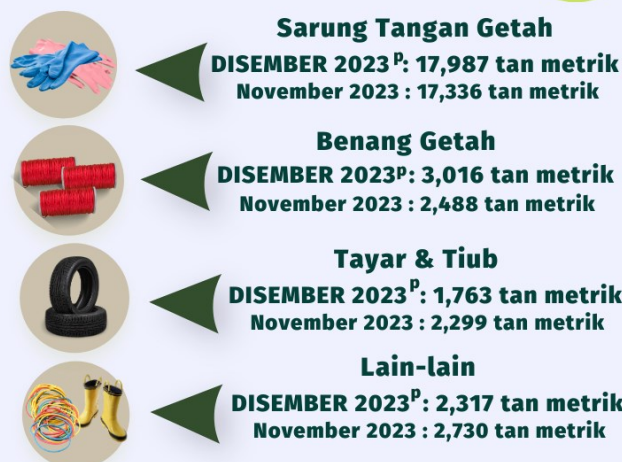 Sarung Tangan Getah
DISEMBER 2023ᵖ: 17,987 tan metrik
November 2023 : 17,336 tan metrik
Benang Getah
DISEMBER 2023ᵖ: 3,016 tan metrik
November 2023 : 2,488 tan metrik
Tayar & Tiub
DISEMBER 2023ᵖ: 1,763 tan metrik
November 2023 : 2,299 tan metrik
Lain-lain
DISEMBER 2023ᵖ: 2,317 tan metrik
November 2023 : 2,730 tan metrik